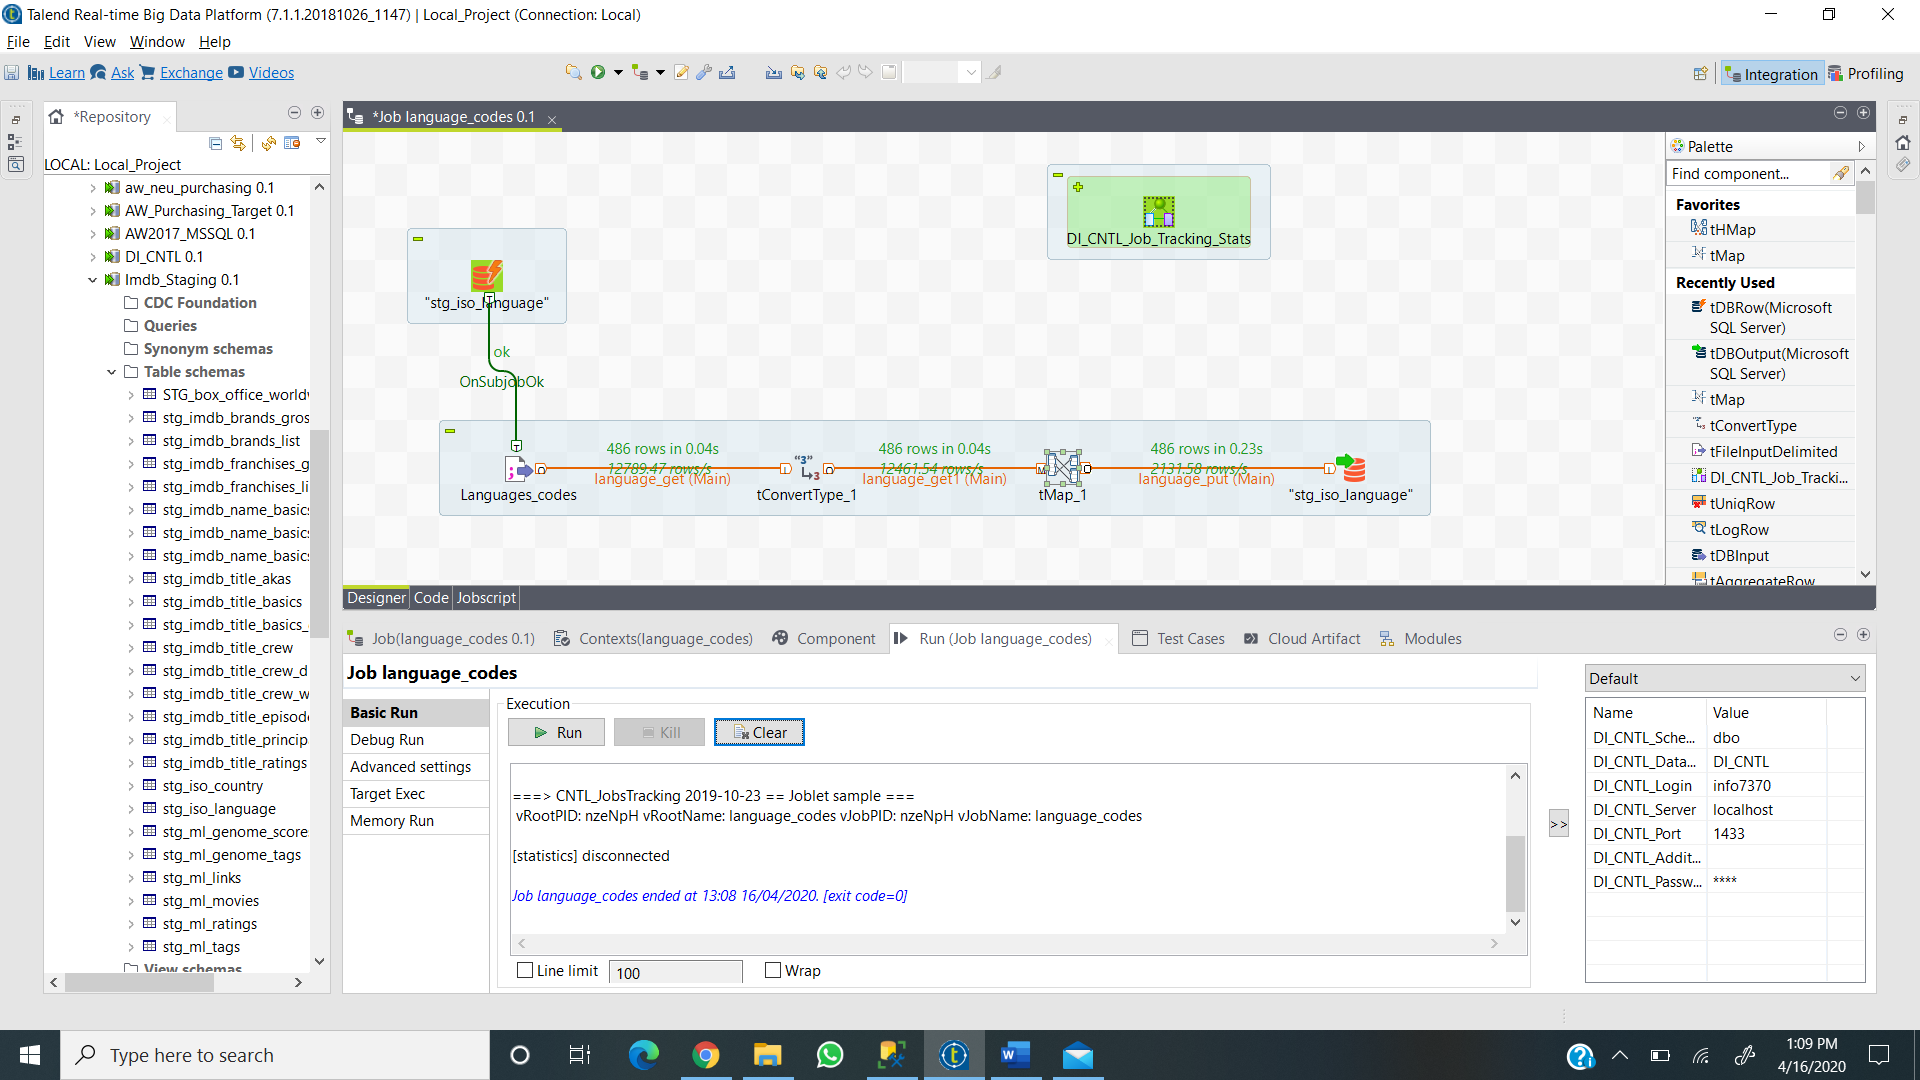 Talend Real-time Big Data Platform (7.1.1.20181026_1147) | Local_Project (Connection: Local)
File Edit View Window Help
Learn Ask Exchange Videos
Integration Profiling
*Repository
LOCAL: Local_Project
aw_neu_purchasing 0.1
AW_Purchasing_Target 0.1
AW2017_MSSQL 0.1
DI_CNTL 0.1
Imdb_Staging 0.1
CDC Foundation
Queries
Synonym schemas
Table schemas
STG_box_office_world
stg_imdb_brands_gros
stg_imdb_brands_list
stg_imdb_franchises_g
stg_imdb_franchises_li
stg_imdb_name_basics
stg_imdb_name_basics
stg_imdb_name_basics
stg_imdb_title_akas
stg_imdb_title_basics
stg_imdb_title_basics_
stg_imdb_title_crew
stg_imdb_title_crew_d
stg_imdb_title_crew_w
stg_imdb_title_episode
stg_imdb_title_princip
stg_imdb_title_ratings
stg_iso_country
stg_iso_language
stg_ml_genome_score
stg_ml_genome_tags
stg_ml_links
stg_ml_movies
stg_ml_ratings
stg_ml_tags
View schemas
*Job language_codes 0.1
DI_CNTL_Job_Tracking_Stats
"stg_iso_language"
ok
OnSubjobOk
486 rows in 0.04s
12789.47 rows/s
language_get (Main)
486 rows in 0.04s
12461.54 rows/s
language_get1 (Main)
486 rows in 0.23s
2131.58 rows/s
language_put (Main)
Languages_codes
"3"
3
tConvertType_1
tMap_1
"stg_iso_language"
Designer Code Jobscript
Palette
Find component...
Favorites
tHMap
tMap
Recently Used
tDBRow(Microsoft
SQL Server)
tDBOutput(Microsoft
SQL Server)
tMap
tConvertType
tFileInputDelimited
DI_CNTL_Job_Tracki...
tUniqRow
tLogRow
tDBInput
tAggregateRow
Job(language_codes 0.1) Contexts(language_codes) Component Run (Job language_codes) Test Cases Cloud Artifact Modules
Job language_codes
Basic Run
Debug Run
Advanced settings
Target Exec
Memory Run
Execution
Run Kill Clear
===> CNTL_JobsTracking 2019-10-23 == Joblet sample ===
vRootPID: nzeNpH vRootName: language_codes vJobPID: nzeNpH vJobName: language_codes
[statistics] disconnected
Job language_codes ended at 13:08 16/04/2020. [exit code=0]
Line limit 100 Wrap
>>
Default
Name Value
DI_CNTL_Sche... dbo
DI_CNTL_Data... DI_CNTL
DI_CNTL_Login info7370
DI_CNTL_Server localhost
DI_CNTL_Port 1433
DI_CNTL_Addit...
DI_CNTL_Passw... ****
Type here to search
1:09 PM
4/16/2020